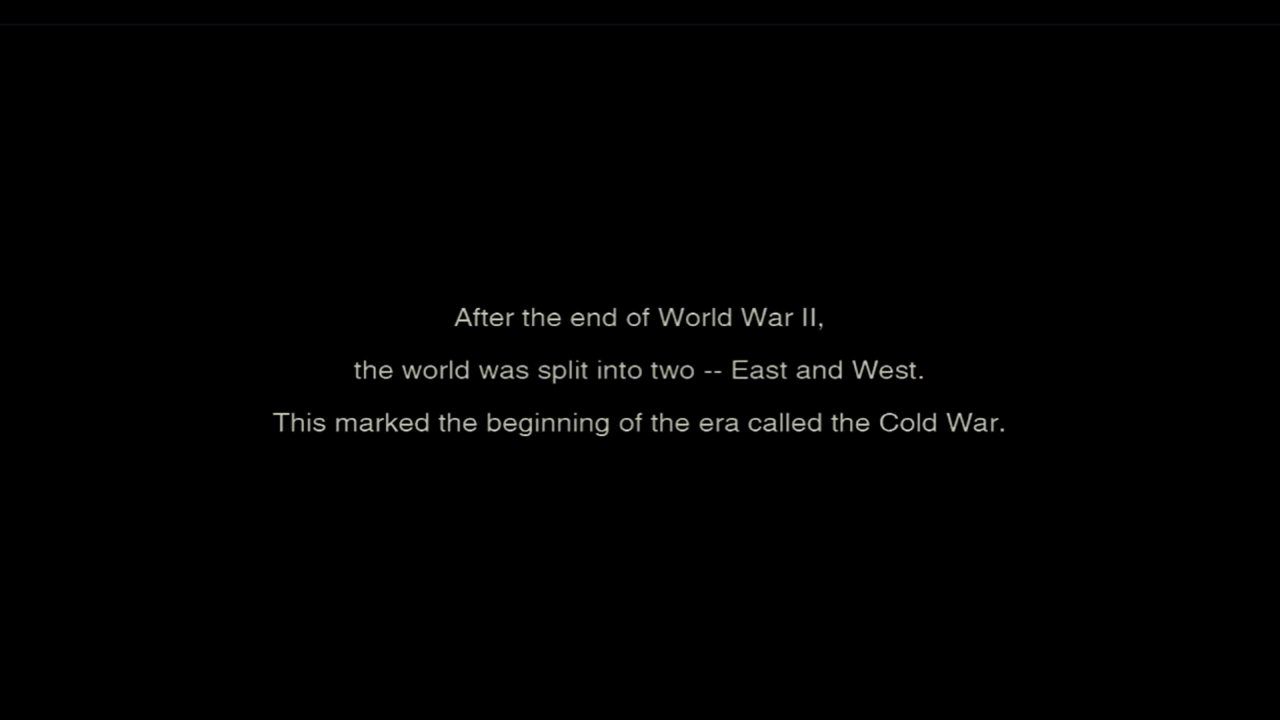 After the end of World War II,
the world was split into two -- East and West.
This marked the beginning of the era called the Cold War.